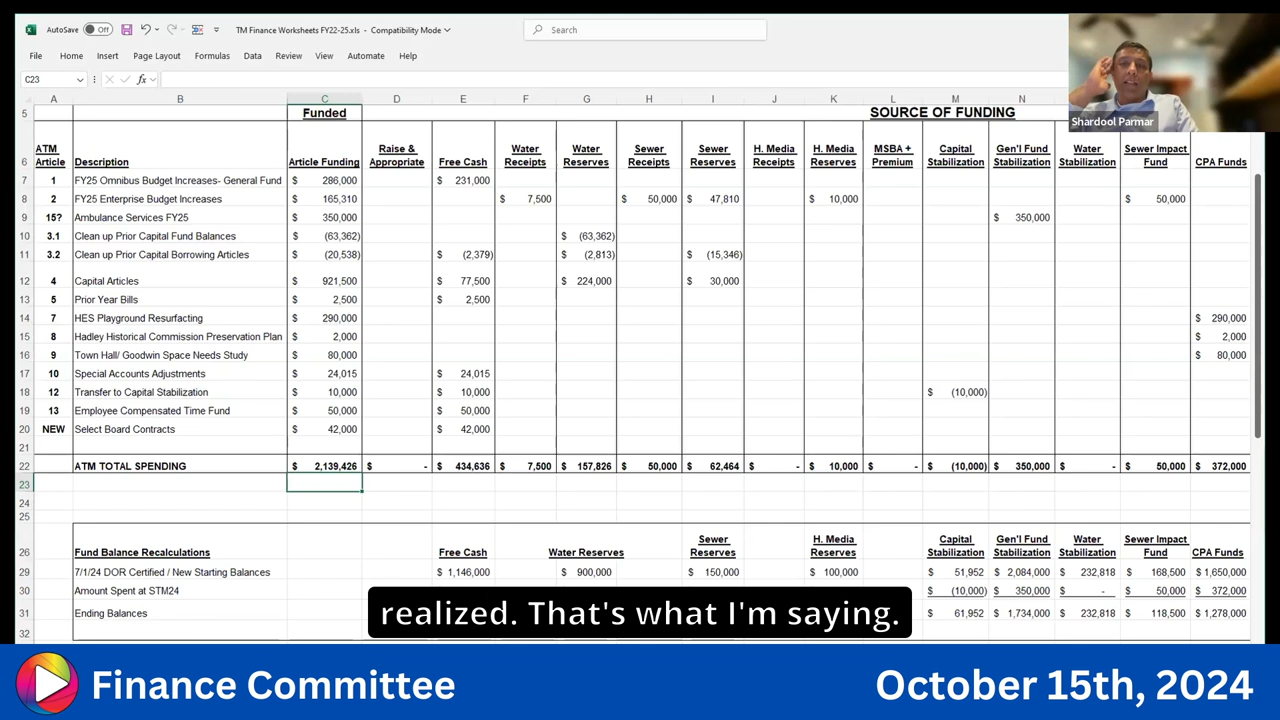 AutoSave Off TM Finance Worksheets FY22-25.xls - Compatibility Mode Search
File Home Insert Page Layout Formulas Data Review View Automate Help
C23 fx
A B C D E F G H I J K L M N
5 Funded SOURCE OF FUNDING
ATM Raise & Water Water Sewer Sewer H. Media H. Media MSBA + Capital Gen'l Fund Water Sewer Impact
6 Article Description Article Funding Appropriate Free Cash Receipts Reserves Receipts Reserves Receipts Reserves Premium Stabilization Stabilization Stabilization Fund CPA Funds
7 1 FY25 Omnibus Budget Increases- General Fund $ 286,000 $ 231,000
8 2 FY25 Enterprise Budget Increases $ 165,310 $ 7,500 $ 50,000 $ 47,810 $ 10,000 $ 50,000
9 15? Ambulance Services FY25 $ 350,000 $ 350,000
10 3.1 Clean up Prior Capital Fund Balances $ (63,362) $ (63,362)
11 3.2 Clean up Prior Capital Borrowing Articles $ (20,538) $ (2,379) $ (2,813) $ (15,346)
12 4 Capital Articles $ 921,500 $ 77,500 $ 224,000 $ 30,000
13 5 Prior Year Bills $ 2,500 $ 2,500
14 7 HES Playground Resurfacting $ 290,000 $ 290,000
15 8 Hadley Historical Commission Preservation Plan $ 2,000 $ 2,000
16 9 Town Hall/ Goodwin Space Needs Study $ 80,000 $ 80,000
17 10 Special Accounts Adjustments $ 24,015 $ 24,015
18 12 Transfer to Capital Stabilization $ 10,000 $ 10,000 $ (10,000)
19 13 Employee Compensated Time Fund $ 50,000 $ 50,000
20 NEW Select Board Contracts $ 42,000 $ 42,000
21
22 ATM TOTAL SPENDING $ 2,139,426 $ - $ 434,636 $ 7,500 $ 157,826 $ 50,000 $ 62,464 $ - $ 10,000 $ - $ (10,000) $ 350,000 $ - $ 50,000 $ 372,000
23
24
25
Sewer H. Media Capital Gen'l Fund Water Sewer Impact
26 Fund Balance Recalculations Free Cash Water Reserves Reserves Reserves Stabilization Stabilization Stabilization Fund CPA Funds
29 7/1/24 DOR Certified / New Starting Balances $ 1,146,000 $ 900,000 $ 150,000 $ 100,000 $ 51,952 $ 2,084,000 $ 232,818 $ 168,500 $ 1,650,000
30 Amount Spent at STM24 $ (10,000) $ 350,000 $ - $ 50,000 $ 372,000
31 Ending Balances $ 61,952 $ 1,734,000 $ 232,818 $ 118,500 $ 1,278,000
32
Shardool Parmar
realized. That's what I'm saying.
Finance Committee October 15th, 2024